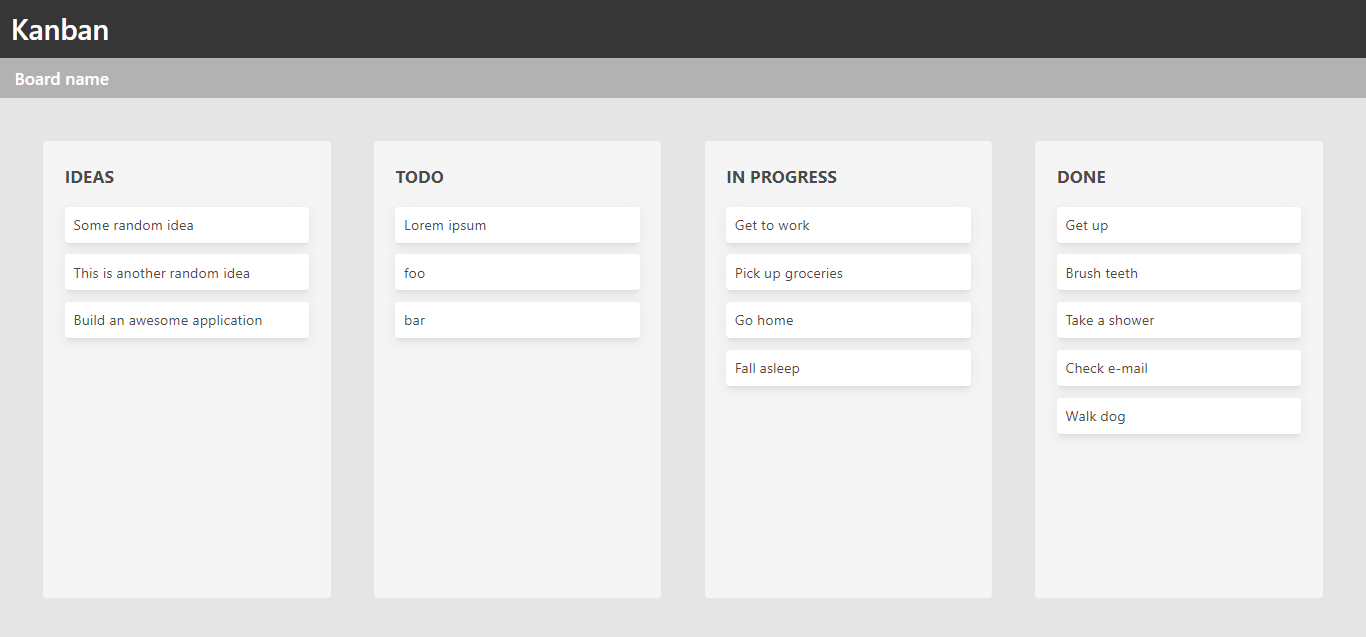 Kanban
Board name
IDEAS
Some random idea
This is another random idea
Build an awesome application
TODO
Lorem ipsum
foo
bar
IN PROGRESS
Get to work
Pick up groceries
Go home
Fall asleep
DONE
Get up
Brush teeth
Take a shower
Check e-mail
Walk dog